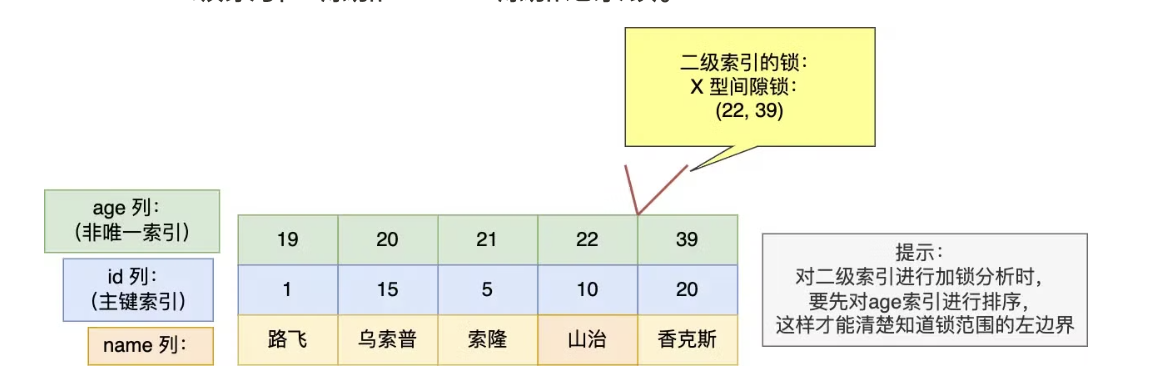 二级索引的锁：
X 型间隙锁：
(22, 39)
age 列：
（非唯一索引）
19 20 21 22 39
id 列：
（主键索引）
1 15 5 10 20
name 列：
路飞 乌索普 索隆 山治 香克斯
提示：
对二级索引进行加锁分析时，
要先对age索引进行排序，
这样才能清楚知道锁范围的左边界